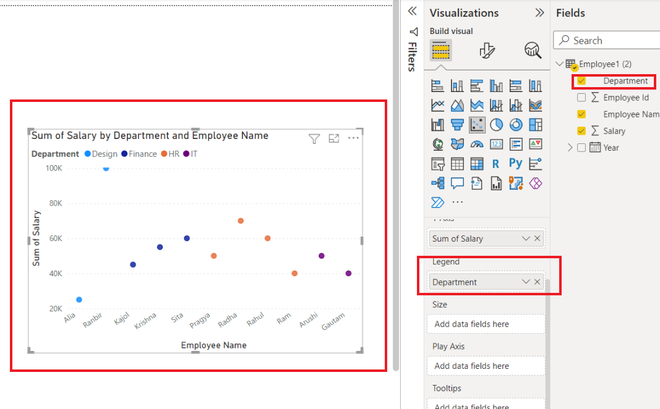 Sum of Salary by Department and Employee Name
Department Design Finance HR IT
100K
80K
60K
40K
20K
Sum of Salary
Alia
Ranbir
Kajol
Krishna
Sita
Pragya
Radha
Rahul
Ram
Arushi
Gautam
Employee Name
Filters
Visualizations
Build visual
R
Py
Sum of Salary
Legend
Department
Size
Add data fields here
Play Axis
Add data fields here
Tooltips
Add data fields here
Fields
Search
Employee1 (2)
Department
Employee Id
Employee Nam
Salary
Year